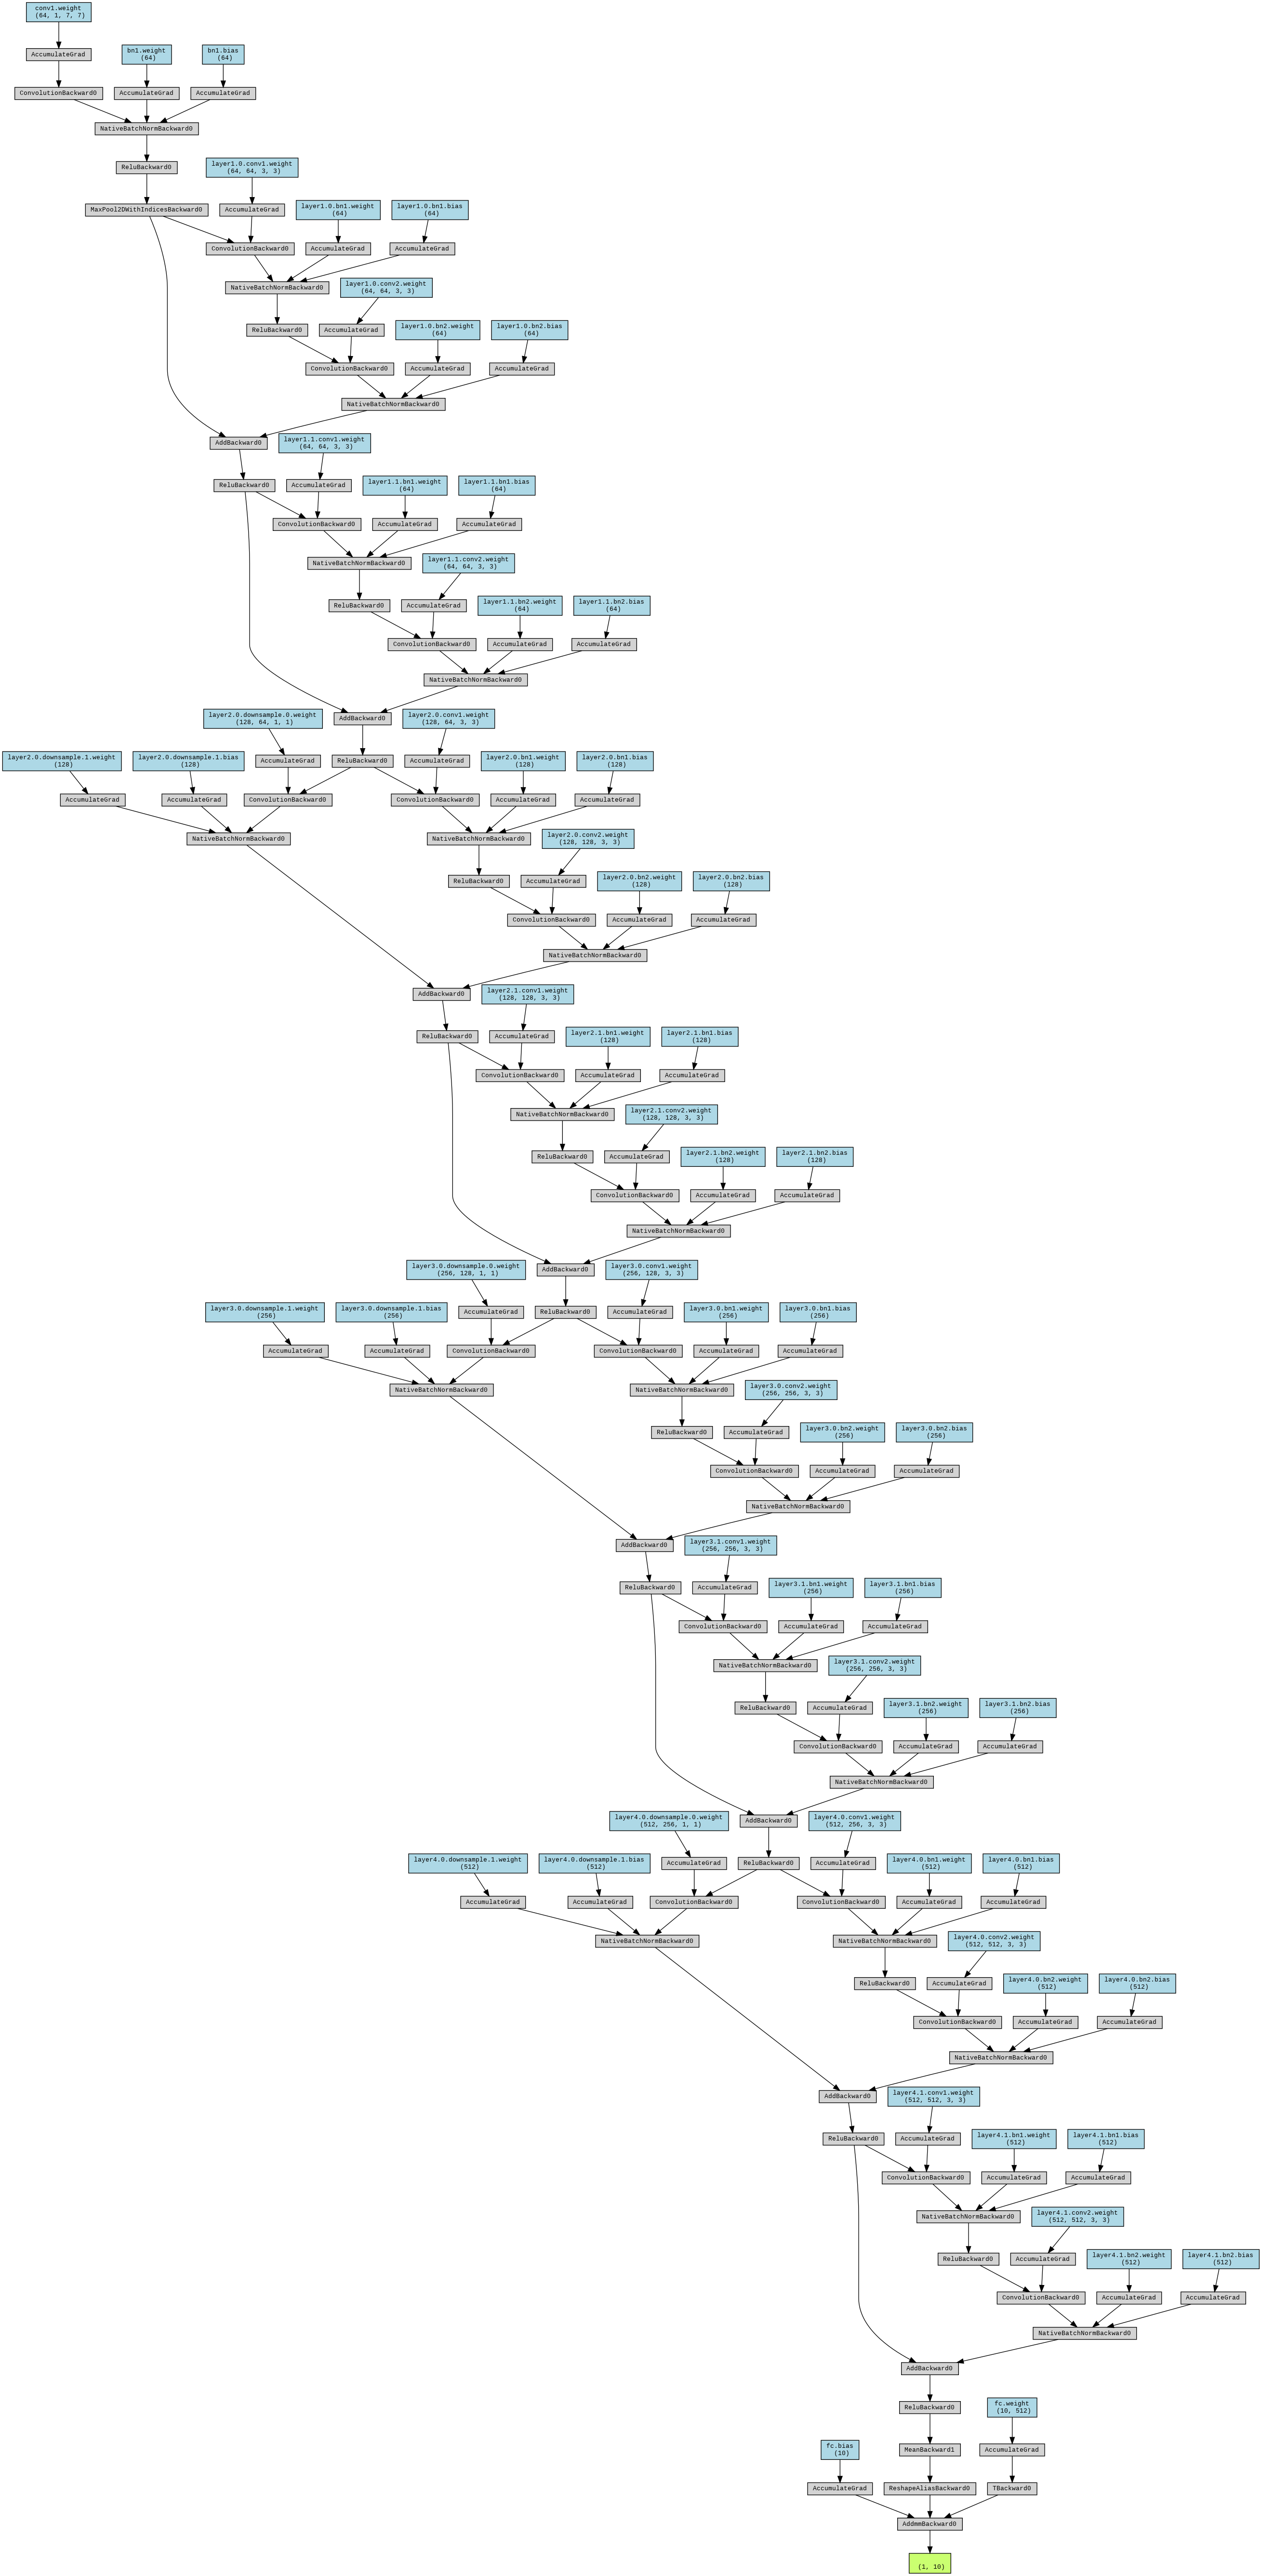 conv1.weight
(64, 1, 7, 7)
AccumulateGrad
bn1.weight
(64)
bn1.bias
(64)
ConvolutionBackward0
AccumulateGrad
AccumulateGrad
NativeBatchNormBackward0
ReluBackward0
layer1.0.conv1.weight
(64, 64, 3, 3)
MaxPool2DWithIndicesBackward0
AccumulateGrad
layer1.0.bn1.weight
(64)
layer1.0.bn1.bias
(64)
ConvolutionBackward0
AccumulateGrad
AccumulateGrad
NativeBatchNormBackward0
layer1.0.conv2.weight
(64, 64, 3, 3)
ReluBackward0
AccumulateGrad
layer1.0.bn2.weight
(64)
layer1.0.bn2.bias
(64)
ConvolutionBackward0
AccumulateGrad
AccumulateGrad
NativeBatchNormBackward0
AddBackward0
layer1.1.conv1.weight
(64, 64, 3, 3)
ReluBackward0
AccumulateGrad
layer1.1.bn1.weight
(64)
layer1.1.bn1.bias
(64)
ConvolutionBackward0
AccumulateGrad
AccumulateGrad
NativeBatchNormBackward0
layer1.1.conv2.weight
(64, 64, 3, 3)
ReluBackward0
AccumulateGrad
layer1.1.bn2.weight
(64)
layer1.1.bn2.bias
(64)
ConvolutionBackward0
AccumulateGrad
AccumulateGrad
NativeBatchNormBackward0
layer2.0.downsample.0.weight
(128, 64, 1, 1)
AddBackward0
layer2.0.conv1.weight
(128, 64, 3, 3)
layer2.0.downsample.1.weight
(128)
layer2.0.downsample.1.bias
(128)
AccumulateGrad
ReluBackward0
AccumulateGrad
layer2.0.bn1.weight
(128)
layer2.0.bn1.bias
(128)
AccumulateGrad
AccumulateGrad
ConvolutionBackward0
ConvolutionBackward0
AccumulateGrad
AccumulateGrad
NativeBatchNormBackward0
NativeBatchNormBackward0
layer2.0.conv2.weight
(128, 128, 3, 3)
ReluBackward0
AccumulateGrad
layer2.0.bn2.weight
(128)
layer2.0.bn2.bias
(128)
ConvolutionBackward0
AccumulateGrad
AccumulateGrad
NativeBatchNormBackward0
AddBackward0
layer2.1.conv1.weight
(128, 128, 3, 3)
ReluBackward0
AccumulateGrad
layer2.1.bn1.weight
(128)
layer2.1.bn1.bias
(128)
ConvolutionBackward0
AccumulateGrad
AccumulateGrad
NativeBatchNormBackward0
layer2.1.conv2.weight
(128, 128, 3, 3)
ReluBackward0
AccumulateGrad
layer2.1.bn2.weight
(128)
layer2.1.bn2.bias
(128)
ConvolutionBackward0
AccumulateGrad
AccumulateGrad
NativeBatchNormBackward0
layer3.0.downsample.0.weight
(256, 128, 1, 1)
AddBackward0
layer3.0.conv1.weight
(256, 128, 3, 3)
layer3.0.downsample.1.weight
(256)
layer3.0.downsample.1.bias
(256)
AccumulateGrad
ReluBackward0
AccumulateGrad
layer3.0.bn1.weight
(256)
layer3.0.bn1.bias
(256)
AccumulateGrad
AccumulateGrad
ConvolutionBackward0
ConvolutionBackward0
AccumulateGrad
AccumulateGrad
NativeBatchNormBackward0
NativeBatchNormBackward0
layer3.0.conv2.weight
(256, 256, 3, 3)
ReluBackward0
AccumulateGrad
layer3.0.bn2.weight
(256)
layer3.0.bn2.bias
(256)
ConvolutionBackward0
AccumulateGrad
AccumulateGrad
NativeBatchNormBackward0
AddBackward0
layer3.1.conv1.weight
(256, 256, 3, 3)
ReluBackward0
AccumulateGrad
layer3.1.bn1.weight
(256)
layer3.1.bn1.bias
(256)
ConvolutionBackward0
AccumulateGrad
AccumulateGrad
NativeBatchNormBackward0
layer3.1.conv2.weight
(256, 256, 3, 3)
ReluBackward0
AccumulateGrad
layer3.1.bn2.weight
(256)
layer3.1.bn2.bias
(256)
ConvolutionBackward0
AccumulateGrad
AccumulateGrad
NativeBatchNormBackward0
layer4.0.downsample.0.weight
(512, 256, 1, 1)
AddBackward0
layer4.0.conv1.weight
(512, 256, 3, 3)
layer4.0.downsample.1.weight
(512)
layer4.0.downsample.1.bias
(512)
AccumulateGrad
ReluBackward0
AccumulateGrad
layer4.0.bn1.weight
(512)
layer4.0.bn1.bias
(512)
AccumulateGrad
AccumulateGrad
ConvolutionBackward0
ConvolutionBackward0
AccumulateGrad
AccumulateGrad
NativeBatchNormBackward0
NativeBatchNormBackward0
layer4.0.conv2.weight
(512, 512, 3, 3)
ReluBackward0
AccumulateGrad
layer4.0.bn2.weight
(512)
layer4.0.bn2.bias
(512)
ConvolutionBackward0
AccumulateGrad
AccumulateGrad
NativeBatchNormBackward0
AddBackward0
layer4.1.conv1.weight
(512, 512, 3, 3)
ReluBackward0
AccumulateGrad
layer4.1.bn1.weight
(512)
layer4.1.bn1.bias
(512)
ConvolutionBackward0
AccumulateGrad
AccumulateGrad
NativeBatchNormBackward0
layer4.1.conv2.weight
(512, 512, 3, 3)
ReluBackward0
AccumulateGrad
layer4.1.bn2.weight
(512)
layer4.1.bn2.bias
(512)
ConvolutionBackward0
AccumulateGrad
AccumulateGrad
NativeBatchNormBackward0
AddBackward0
ReluBackward0
fc.weight
(10, 512)
fc.bias
(10)
MeanBackward1
AccumulateGrad
AccumulateGrad
ReshapeAliasBackward0
TBackward0
AddmmBackward0
(1, 10)